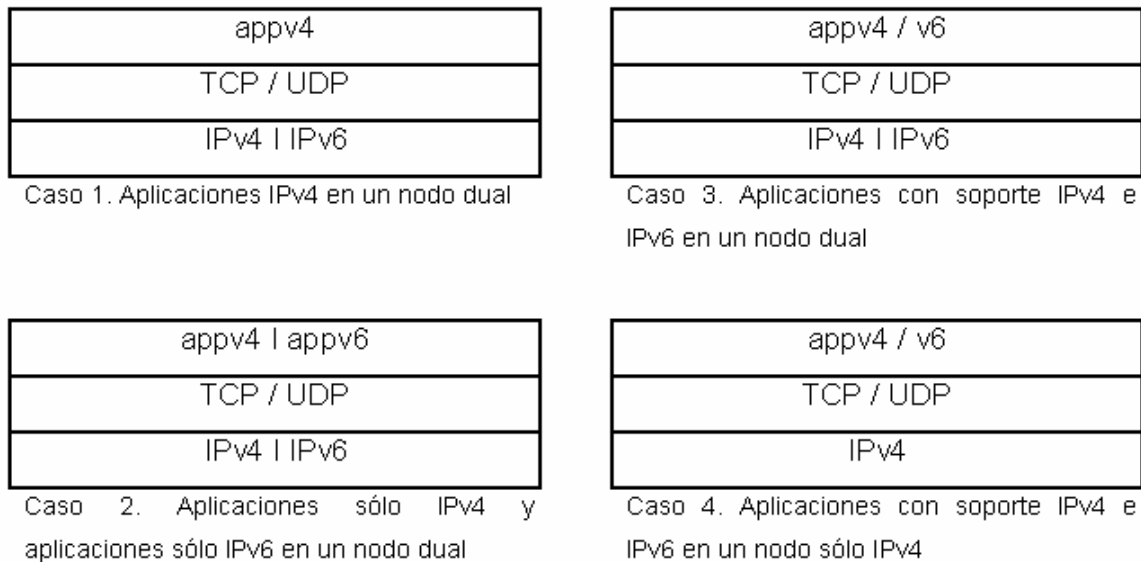 appv4
TCP / UDP
IPv4 | IPv6
Caso 1. Aplicaciones IPv4 en un nodo dual
appv4 / v6
TCP / UDP
IPv4 | IPv6
Caso 3. Aplicaciones con soporte IPv4 e
IPv6 en un nodo dual
appv4 | appv6
TCP / UDP
IPv4 | IPv6
Caso 2. Aplicaciones sólo IPv4 y
aplicaciones sólo IPv6 en un nodo dual
appv4 / v6
TCP / UDP
IPv4
Caso 4. Aplicaciones con soporte IPv4 e
IPv6 en un nodo sólo IPv4